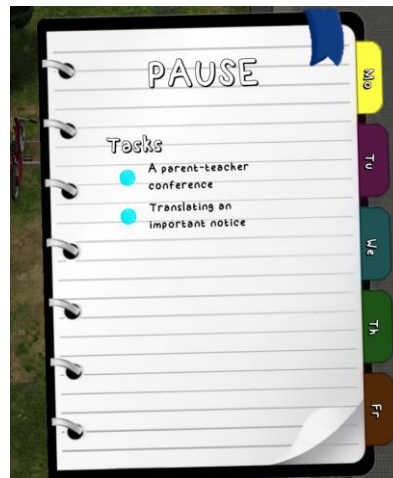 PAUSE
Tasks
A parent-teacher
conference
Translating an
important notice
Mo
Tu
We
Th
Fr